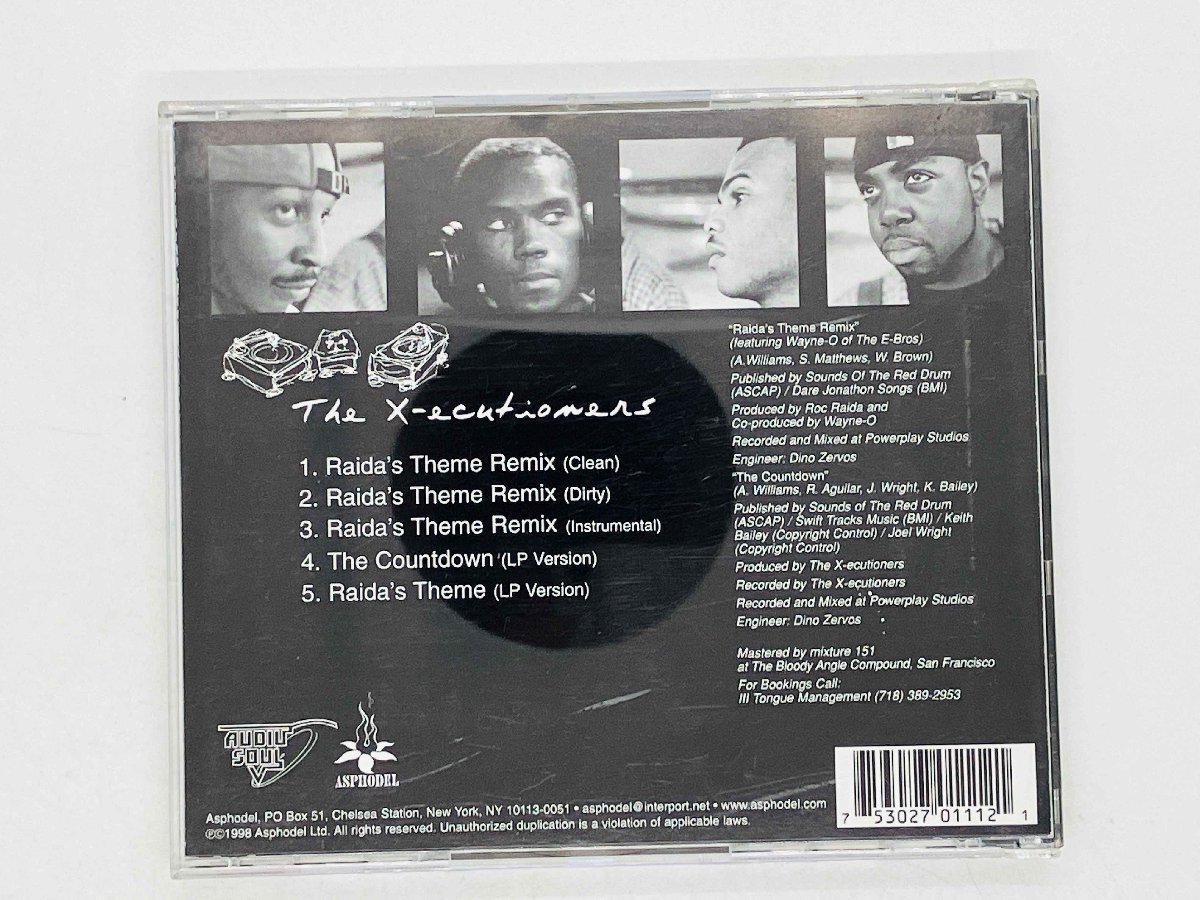 The X-ecutioners
1. Raida's Theme Remix (Clean)
2. Raida's Theme Remix (Dirty)
3. Raida's Theme Remix (Instrumental)
4. The Countdown (LP Version)
5. Raida's Theme (LP Version)
"Raida's Theme Remix"
(featuring Wayne-O of The E-Bros)
(A.Williams, S. Matthews, W. Brown)
Published by Sounds Of The Red Drum
(ASCAP) / Dare Jonathon Songs (BMI)
Produced by Roc Raida and
Co-produced by Wayne-O
Recorded and Mixed at Powerplay Studios
Engineer: Dino Zervos
"The Countdown"
(A. Williams, R. Aguilar, J. Wright, K. Bailey)
Published by Sounds of The Red Drum
(ASCAP) / Swift Tracks Music (BMI) / Keith
Bailey (Copyright Control) / Joel Wright
(Copyright Control)
Produced by The X-ecutioners
Recorded by The X-ecutioners
Recorded and Mixed at Powerplay Studios
Engineer: Dino Zervos
Mastered by mixture 151
at The Bloody Angle Compound, San Francisco
For Bookings Call:
Ill Tongue Management (718) 389-2953
AUDIO
SOUL
ASPHODEL
Asphodel, PO Box 51, Chelsea Station, New York, NY 10113-0051 • asphodel@interport.net • www.asphodel.com
℗©1998 Asphodel Ltd. All rights reserved. Unauthorized duplication is a violation of applicable laws.
7 53027 01112 1